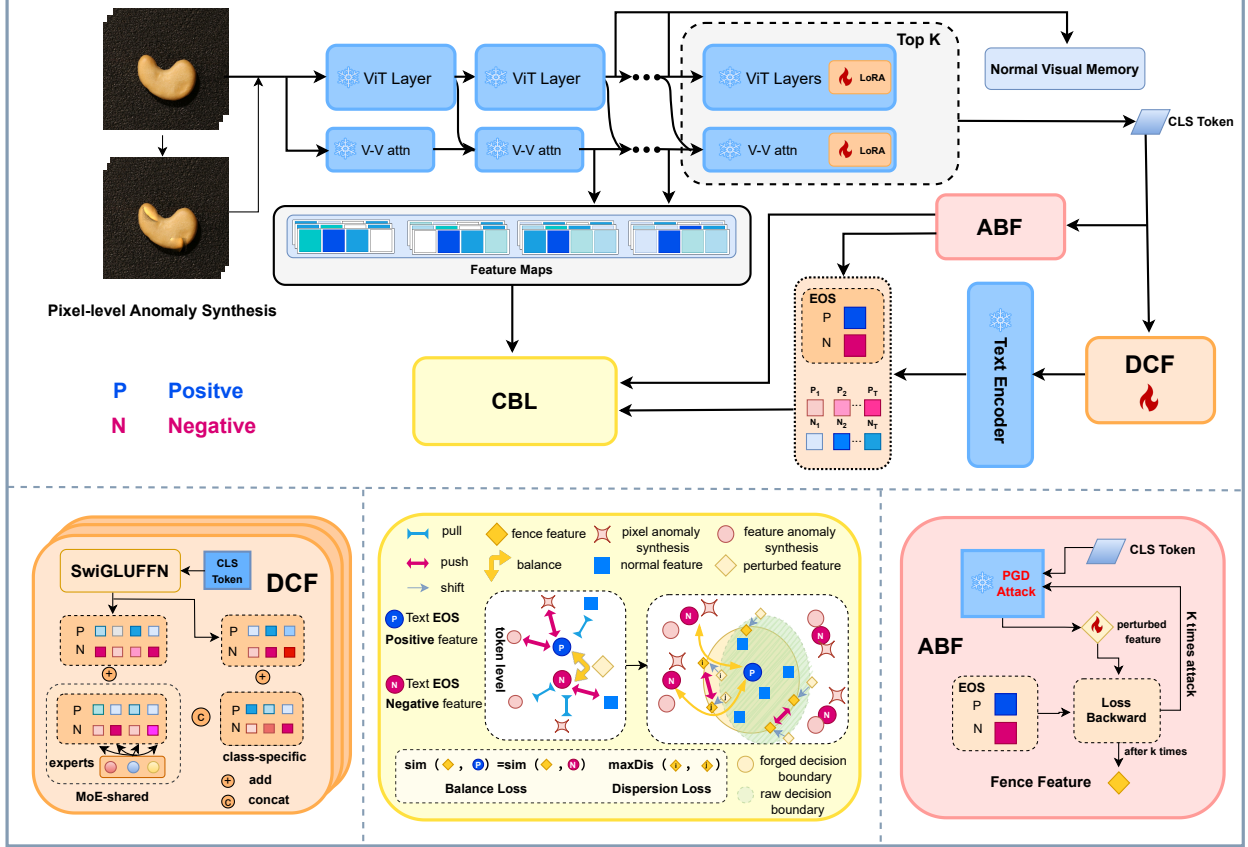 Top K
ViT Layer
ViT Layer
ViT Layers
LoRA
Normal Visual Memory
CLS Token
V-V attn
V-V attn
V-V attn
LoRA
Feature Maps
Pixel-level Anomaly Synthesis
ABF
EOS
P
N
P1 P2 ... PT
N1 N2 ... NT
Text Encoder
DCF
CBL
P Positve
N Negative
SwiGLUFFN
CLS
Token
DCF
P
N
P
N
P
N
P
N
C
experts
MoE-shared
class-specific
+ add
C concat
pull
fence feature
pixel anomaly
synthesis
feature anomaly
synthesis
push
balance
normal feature
perturbed feature
shift
P Text EOS
Positive feature
N Text EOS
Negative feature
token level
P
N
N
N
P
N
N
i
i
i
sim ( , P ) =sim ( , N )
maxDis ( i , i )
Balance Loss
Dispersion Loss
forged decision
boundary
raw decision
boundary
CLS Token
PGD
Attack
perturbed
feature
K times attack
ABF
EOS
P
N
Loss
Backward
after k times
Fence Feature